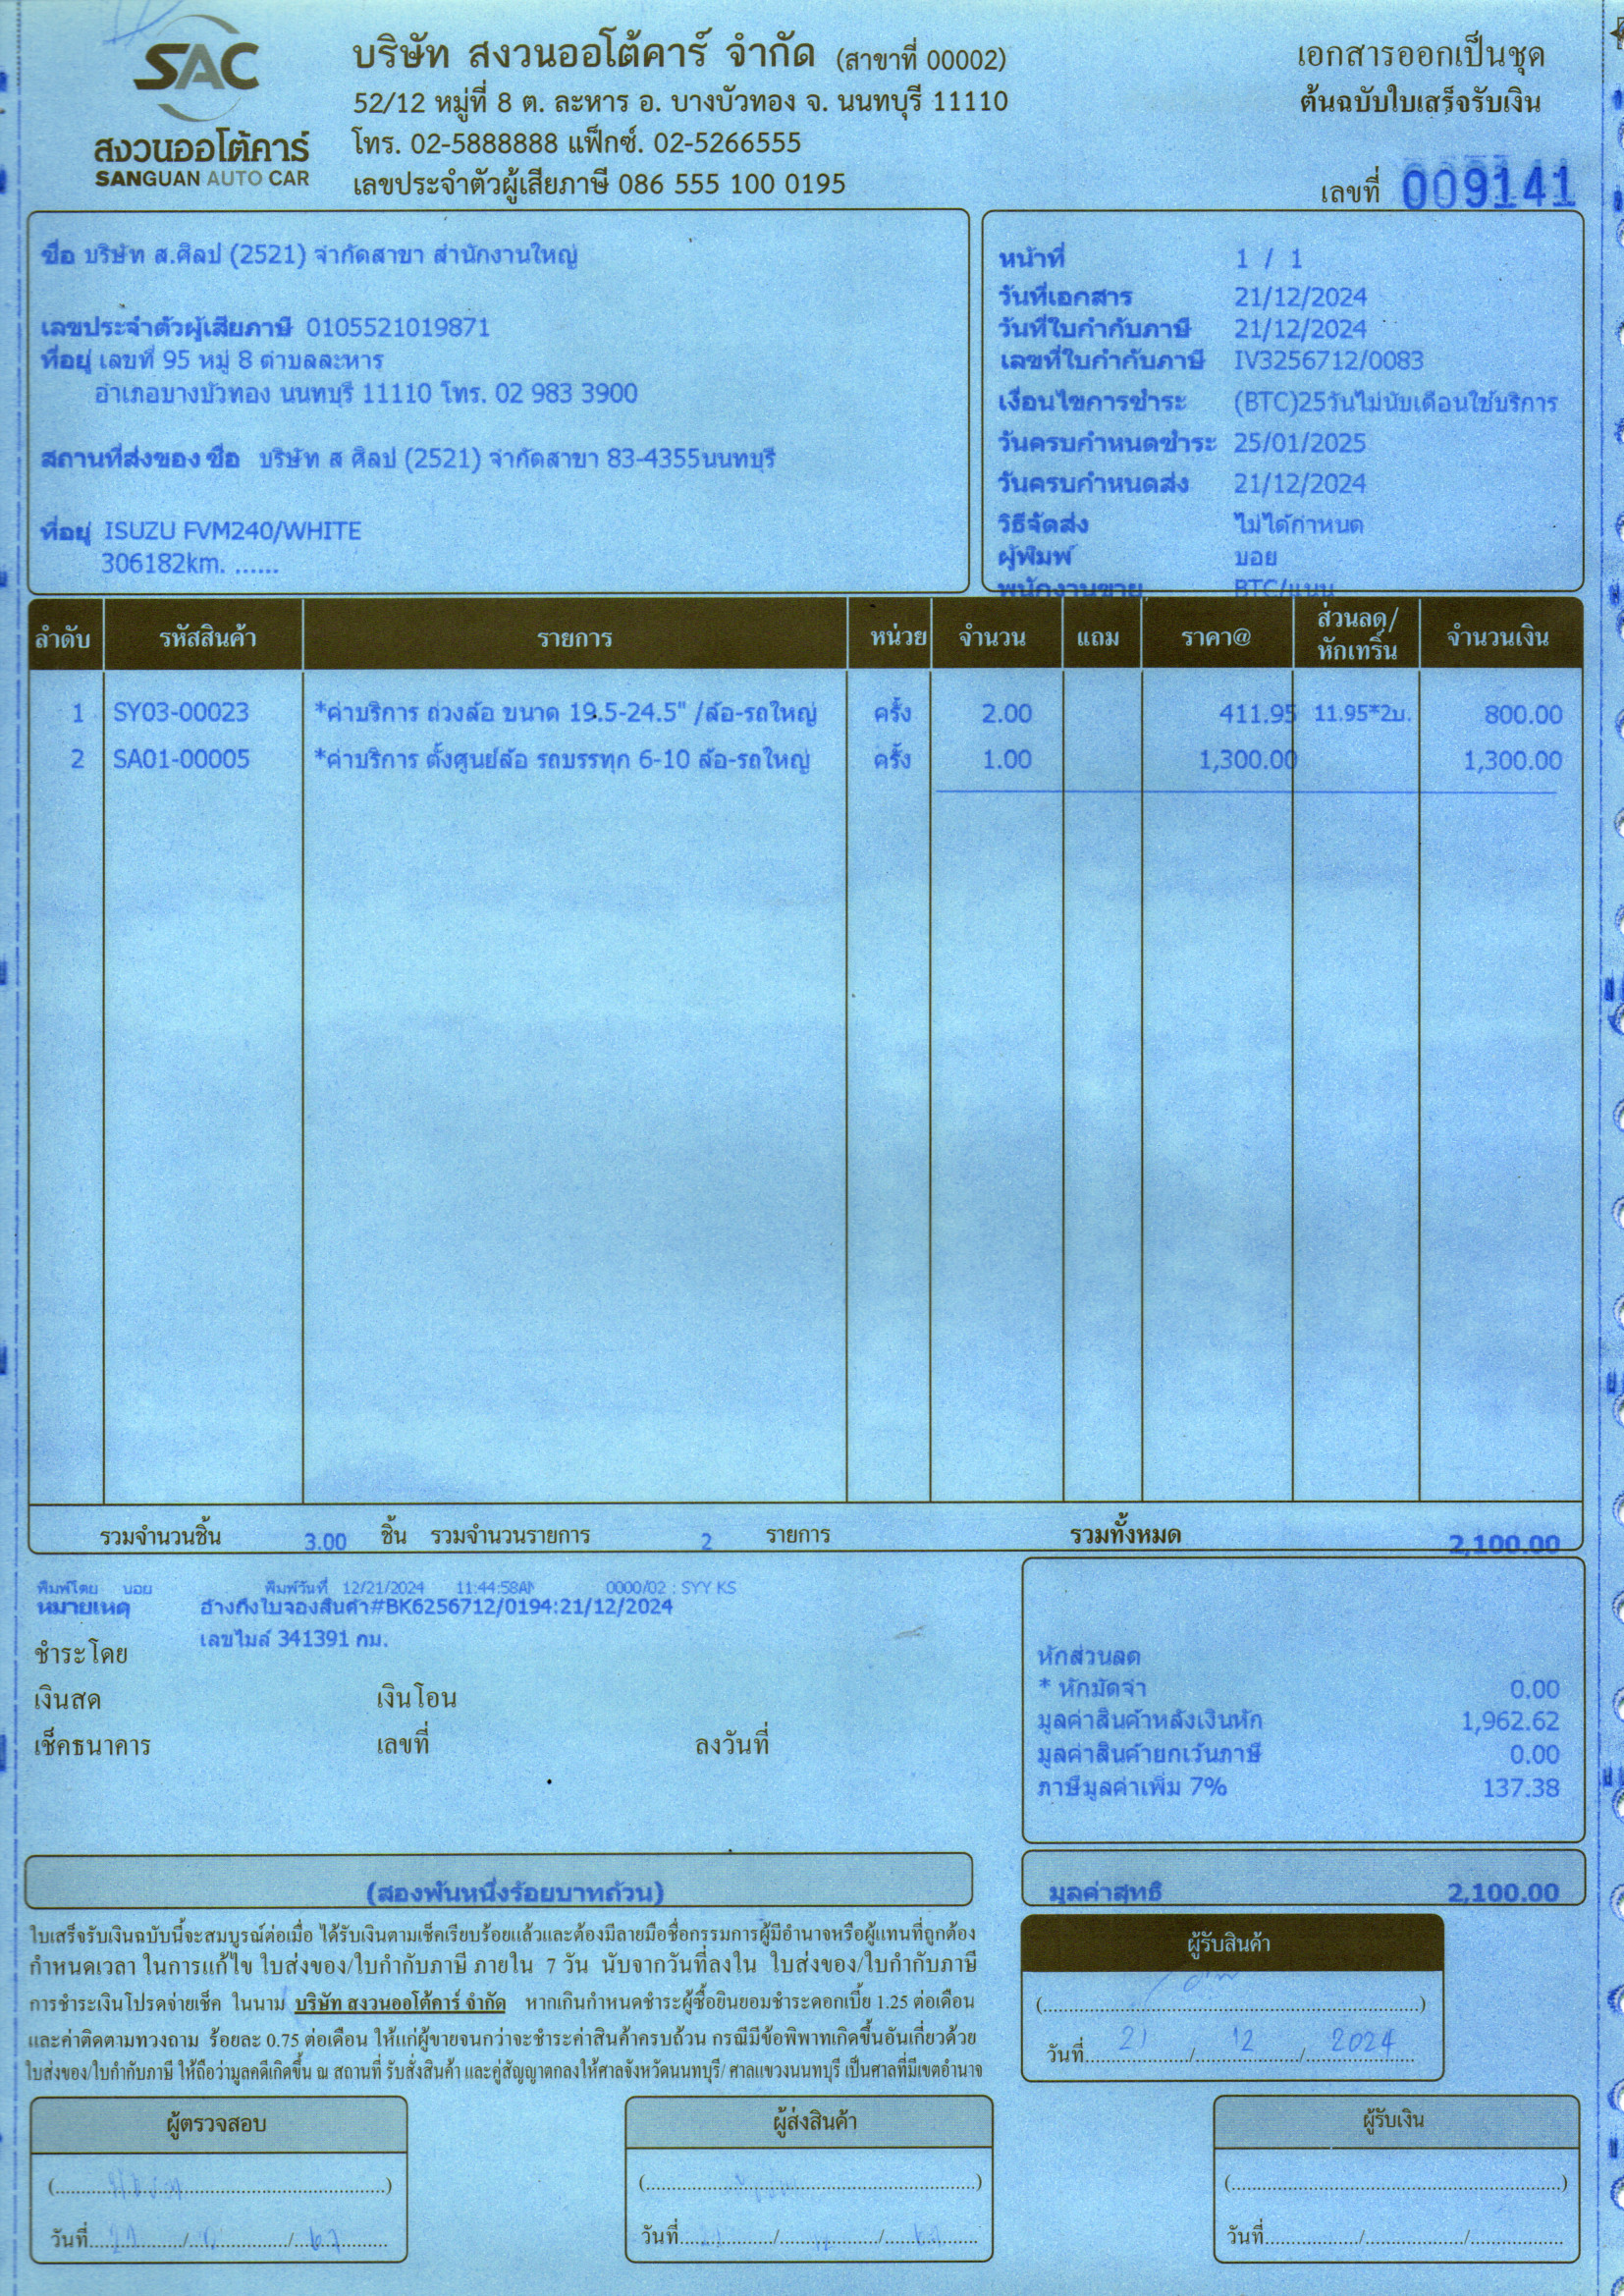 SAC
สงวนออโต้คาร์
SANGUAN AUTO CAR
บริษัท สงวนออโต้คาร์ จำกัด (สาขาที่ 00002)
52/12 หมู่ที่ 8 ต. ละหาร อ. บางบัวทอง จ. นนทบุรี 11110
โทร. 02-5888888 แฟ็กซ์. 02-5266555
เลขประจำตัวผู้เสียภาษี 086 555 100 0195
เอกสารออกเป็นชุด
ต้นฉบับใบเสร็จรับเงิน
เลขที่ 009141
ชื่อ บริษัท ส.ศิลป (2521) จำกัดสาขา สำนักงานใหญ่
เลขประจำตัวผู้เสียภาษี 0105521019871
ที่อยู่ เลขที่ 95 หมู่ 8 ตำบลละหาร
อำเภอบางบัวทอง นนทบุรี 11110 โทร. 02 983 3900
สถานที่ส่งของ ชื่อ บริษัท ส ศิลป (2521) จำกัดสาขา 83-4355นนทบุรี
ที่อยู่ ISUZU FVM240/WHITE
306182km. ......
หน้าที่ 1 / 1
วันที่เอกสาร 21/12/2024
วันที่ใบกำกับภาษี 21/12/2024
เลขที่ใบกำกับภาษี IV3256712/0083
เงื่อนไขการชำระ (BTC)25วันไม่นับเดือนใช้บริการ
วันครบกำหนดชำระ 25/01/2025
วันครบกำหนดส่ง 21/12/2024
วิธีจัดส่ง ไม่ได้กำหนด
ผู้พิมพ์ บอย
พนักงานขาย BTC/แนน
ลำดับ รหัสสินค้า รายการ หน่วย จำนวน แถม ราคา@ ส่วนลด/หักเทริ์น จำนวนเงิน
1 SY03-00023 *ค่าบริการ ถ่วงล้อ ขนาด 19.5-24.5" /ล้อ-รถใหญ่ ครั้ง 2.00 411.95 11.95*2บ. 800.00
2 SA01-00005 *ค่าบริการ ตั้งศูนย์ล้อ รถบรรทุก 6-10 ล้อ-รถใหญ่ ครั้ง 1.00 1,300.00 1,300.00
รวมจำนวนชิ้น 3.00 ชิ้น รวมจำนวนรายการ 2 รายการ รวมทั้งหมด 2,100.00
พิมพ์โดย บอย พิมพ์วันที่ 12/21/2024 11:44:58AM 0000/02 : SYY KS
หมายเหตุ อ้างถึงใบจองสินค้า#BK6256712/0194:21/12/2024
เลขไมล์ 341391 กม.
ชำระโดย
เงินสด เงินโอน
เช็คธนาคาร เลขที่ ลงวันที่
หักส่วนลด
* หักมัดจำ 0.00
มูลค่าสินค้าหลังเงินหัก 1,962.62
มูลค่าสินค้ายกเว้นภาษี 0.00
ภาษีมูลค่าเพิ่ม 7% 137.38
(สองพันหนึ่งร้อยบาทถ้วน)
มูลค่าสุทธิ 2,100.00
ใบเสร็จรับเงินฉบับนี้จะสมบูรณ์ต่อเมื่อ ได้รับเงินตามเช็คเรียบร้อยแล้วและต้องมีลายมือชื่อกรรมการผู้มีอำนาจหรือผู้แทนที่ถูกต้อง
กำหนดเวลา ในการแก้ไข ใบส่งของ/ใบกำกับภาษี ภายใน 7 วัน นับจากวันที่ลงใน ใบส่งของ/ใบกำกับภาษี
การชำระเงินโปรดจ่ายเช็ค ในนาม บริษัท สงวนออโต้คาร์ จำกัด หากเกินกำหนดชำระผู้ซื้อยินยอมชำระดอกเบี้ย 1.25 ต่อเดือน
และค่าติดตามทวงถาม ร้อยละ 0.75 ต่อเดือน ให้แก่ผู้ขายจนกว่าจะชำระค่าสินค้าครบถ้วน กรณีมีข้อพิพาทเกิดขึ้นอันเกี่ยวด้วย
ใบส่งของ/ใบกำกับภาษี ให้ถือว่ามูลคดีเกิดขึ้น ณ สถานที่ รับสั่งสินค้า และคู่สัญญาตกลงให้ศาลจังหวัดนนทบุรี/ ศาลแขวงนนทบุรี เป็นศาลที่มีเขตอำนาจ
ผู้รับสินค้า
วันที่ 21 / 12 / 2024
ผู้ตรวจสอบ
วันที่ / / 67
ผู้ส่งสินค้า
วันที่ / /
ผู้รับเงิน
วันที่ / /